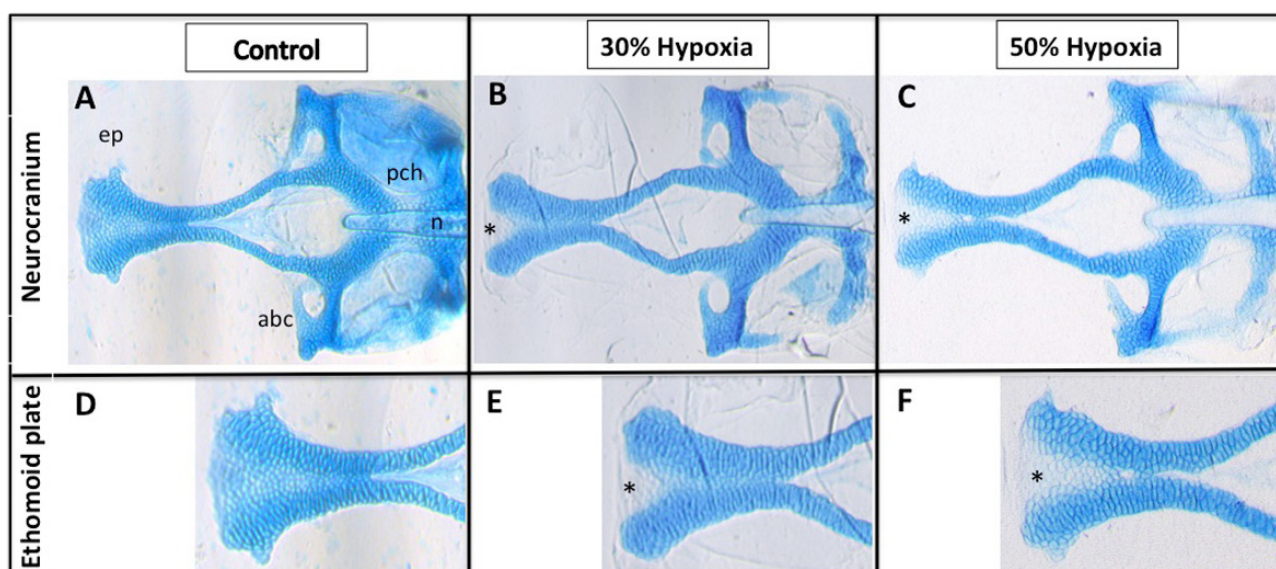 Control
30% Hypoxia
50% Hypoxia
Neurocranium
A
ep
pch
n
abc
B
*
C
*
Ethomoid plate
D
E
*
F
*